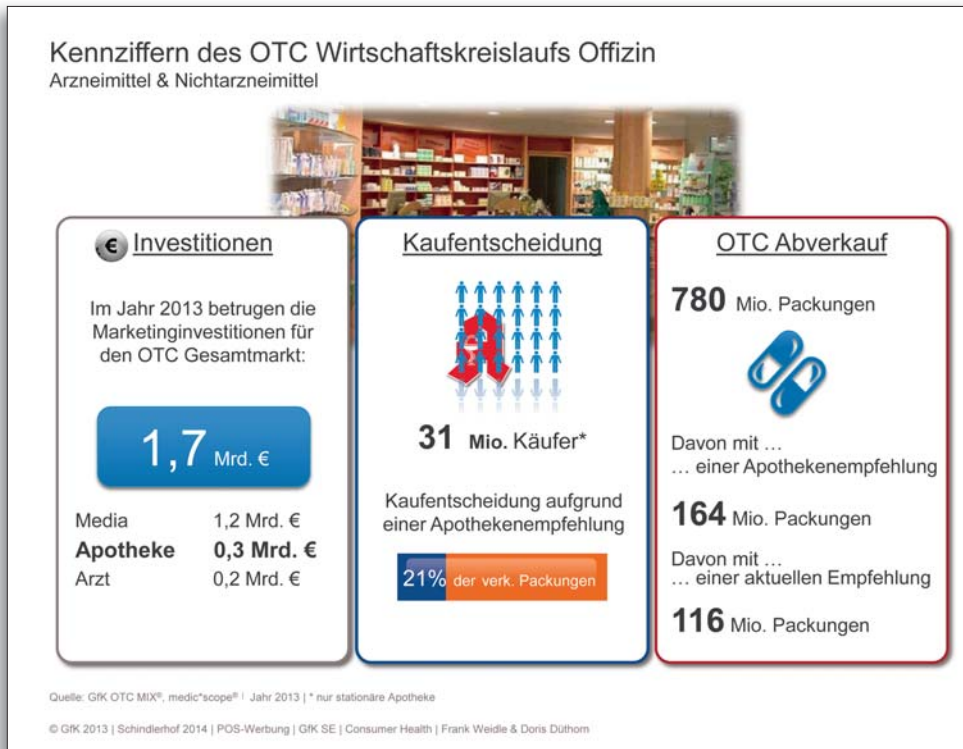 Kennziffern des OTC Wirtschaftskreislaufs Offizin
Arzneimittel & Nichtarzneimittel
€ Investitionen
Im Jahr 2013 betrugen die
Marketinginvestitionen für
den OTC Gesamtmarkt:
1,7 Mrd. €
Media 1,2 Mrd. €
Apotheke 0,3 Mrd. €
Arzt 0,2 Mrd. €
Kaufentscheidung
31 Mio. Käufer*
Kaufentscheidung aufgrund
einer Apothekenempfehlung
21% der verk. Packungen
OTC Abverkauf
780 Mio. Packungen
Davon mit ...
... einer Apothekenempfehlung
164 Mio. Packungen
Davon mit ...
... einer aktuellen Empfehlung
116 Mio. Packungen
Quelle: GfK OTC MIX®, medic*scope® | Jahr 2013 | * nur stationäre Apotheke
© GfK 2013 | Schindlerhof 2014 | POS-Werbung | GfK SE | Consumer Health | Frank Weidle & Doris Düthorn